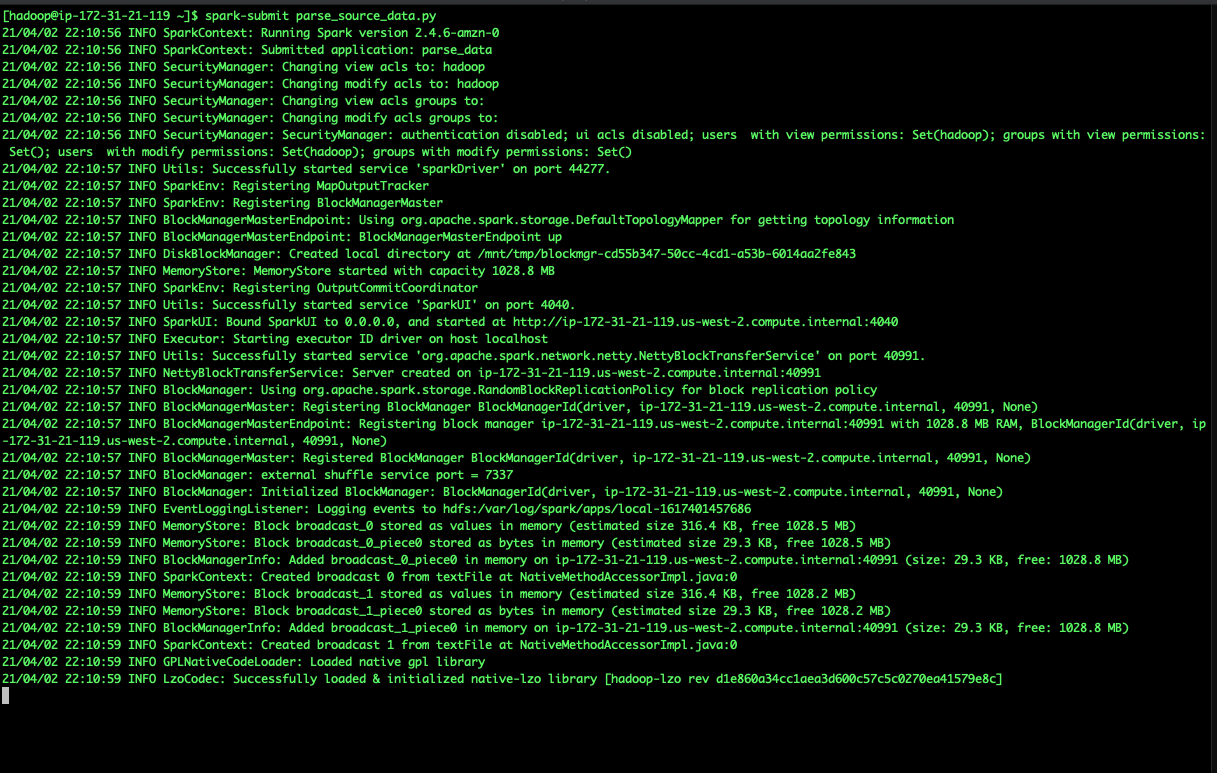 [hadoop@ip-172-31-21-119 ~]$ spark-submit parse_source_data.py
21/04/02 22:10:56 INFO SparkContext: Running Spark version 2.4.6-amzn-0
21/04/02 22:10:56 INFO SparkContext: Submitted application: parse_data
21/04/02 22:10:56 INFO SecurityManager: Changing view acls to: hadoop
21/04/02 22:10:56 INFO SecurityManager: Changing modify acls to: hadoop
21/04/02 22:10:56 INFO SecurityManager: Changing view acls groups to:
21/04/02 22:10:56 INFO SecurityManager: Changing modify acls groups to:
21/04/02 22:10:56 INFO SecurityManager: SecurityManager: authentication disabled; ui acls disabled; users  with view permissions: Set(hadoop); groups with view permissions:
 Set(); users  with modify permissions: Set(hadoop); groups with modify permissions: Set()
21/04/02 22:10:57 INFO Utils: Successfully started service 'sparkDriver' on port 44277.
21/04/02 22:10:57 INFO SparkEnv: Registering MapOutputTracker
21/04/02 22:10:57 INFO SparkEnv: Registering BlockManagerMaster
21/04/02 22:10:57 INFO BlockManagerMasterEndpoint: Using org.apache.spark.storage.DefaultTopologyMapper for getting topology information
21/04/02 22:10:57 INFO BlockManagerMasterEndpoint: BlockManagerMasterEndpoint up
21/04/02 22:10:57 INFO DiskBlockManager: Created local directory at /mnt/tmp/blockmgr-cd55b347-50cc-4cd1-a53b-6014aa2fe843
21/04/02 22:10:57 INFO MemoryStore: MemoryStore started with capacity 1028.8 MB
21/04/02 22:10:57 INFO SparkEnv: Registering OutputCommitCoordinator
21/04/02 22:10:57 INFO Utils: Successfully started service 'SparkUI' on port 4040.
21/04/02 22:10:57 INFO SparkUI: Bound SparkUI to 0.0.0.0, and started at http://ip-172-31-21-119.us-west-2.compute.internal:4040
21/04/02 22:10:57 INFO Executor: Starting executor ID driver on host localhost
21/04/02 22:10:57 INFO Utils: Successfully started service 'org.apache.spark.network.netty.NettyBlockTransferService' on port 40991.
21/04/02 22:10:57 INFO NettyBlockTransferService: Server created on ip-172-31-21-119.us-west-2.compute.internal:40991
21/04/02 22:10:57 INFO BlockManager: Using org.apache.spark.storage.RandomBlockReplicationPolicy for block replication policy
21/04/02 22:10:57 INFO BlockManagerMaster: Registering BlockManager BlockManagerId(driver, ip-172-31-21-119.us-west-2.compute.internal, 40991, None)
21/04/02 22:10:57 INFO BlockManagerMasterEndpoint: Registering block manager ip-172-31-21-119.us-west-2.compute.internal:40991 with 1028.8 MB RAM, BlockManagerId(driver, ip
-172-31-21-119.us-west-2.compute.internal, 40991, None)
21/04/02 22:10:57 INFO BlockManagerMaster: Registered BlockManager BlockManagerId(driver, ip-172-31-21-119.us-west-2.compute.internal, 40991, None)
21/04/02 22:10:57 INFO BlockManager: external shuffle service port = 7337
21/04/02 22:10:57 INFO BlockManager: Initialized BlockManager: BlockManagerId(driver, ip-172-31-21-119.us-west-2.compute.internal, 40991, None)
21/04/02 22:10:59 INFO EventLoggingListener: Logging events to hdfs:/var/log/spark/apps/local-1617401457686
21/04/02 22:10:59 INFO MemoryStore: Block broadcast_0 stored as values in memory (estimated size 316.4 KB, free 1028.5 MB)
21/04/02 22:10:59 INFO MemoryStore: Block broadcast_0_piece0 stored as bytes in memory (estimated size 29.3 KB, free 1028.5 MB)
21/04/02 22:10:59 INFO BlockManagerInfo: Added broadcast_0_piece0 in memory on ip-172-31-21-119.us-west-2.compute.internal:40991 (size: 29.3 KB, free: 1028.8 MB)
21/04/02 22:10:59 INFO SparkContext: Created broadcast 0 from textFile at NativeMethodAccessorImpl.java:0
21/04/02 22:10:59 INFO MemoryStore: Block broadcast_1 stored as values in memory (estimated size 316.4 KB, free 1028.2 MB)
21/04/02 22:10:59 INFO MemoryStore: Block broadcast_1_piece0 stored as bytes in memory (estimated size 29.3 KB, free 1028.2 MB)
21/04/02 22:10:59 INFO BlockManagerInfo: Added broadcast_1_piece0 in memory on ip-172-31-21-119.us-west-2.compute.internal:40991 (size: 29.3 KB, free: 1028.8 MB)
21/04/02 22:10:59 INFO SparkContext: Created broadcast 1 from textFile at NativeMethodAccessorImpl.java:0
21/04/02 22:10:59 INFO GPLNativeCodeLoader: Loaded native gpl library
21/04/02 22:10:59 INFO LzoCodec: Successfully loaded & initialized native-lzo library [hadoop-lzo rev d1e860a34cc1aea3d600c57c5c0270ea41579e8c]